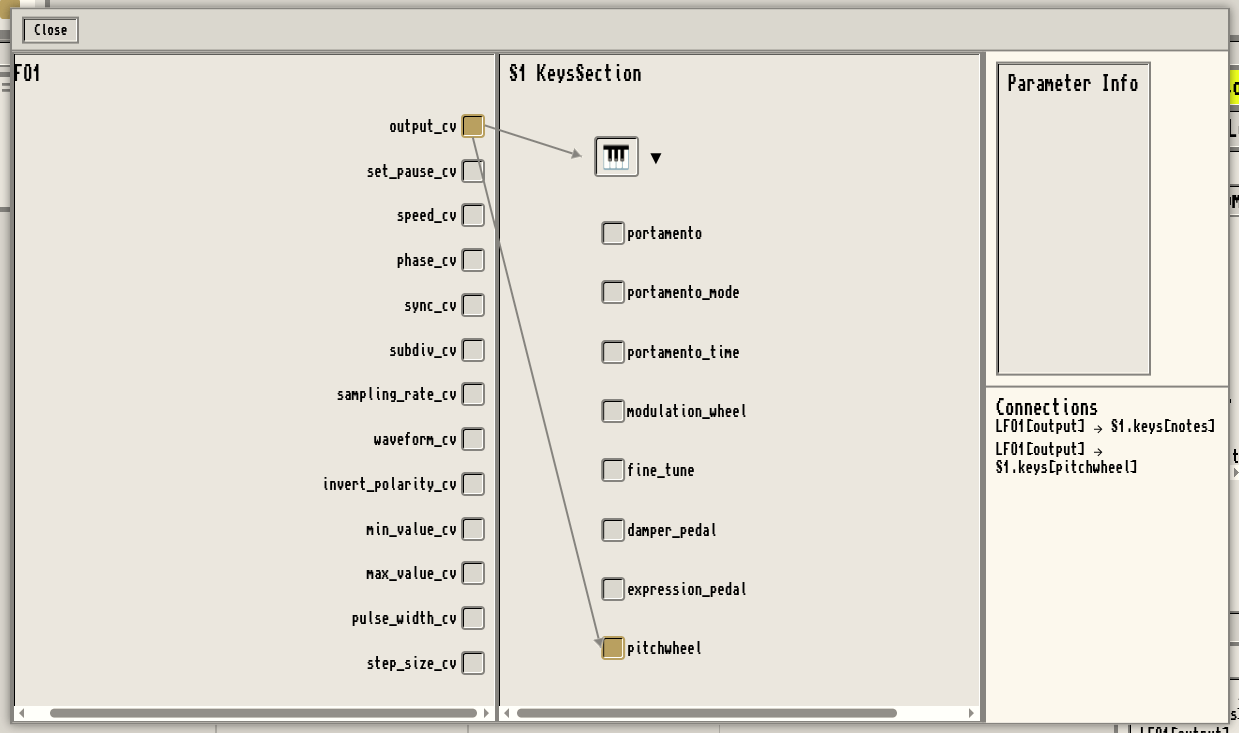 Close
FO1
S1 KeysSection
Parameter Info
output_cv
set_pause_cv
speed_cv
phase_cv
sync_cv
subdiv_cv
sampling_rate_cv
waveform_cv
invert_polarity_cv
min_value_cv
max_value_cv
pulse_width_cv
step_size_cv
portamento
portamento_mode
portamento_time
modulation_wheel
fine_tune
damper_pedal
expression_pedal
pitchwheel
Connections
LFO1[output] → S1.keys[notes]
LFO1[output] →
S1.keys[pitchwheel]
LFO1[output]